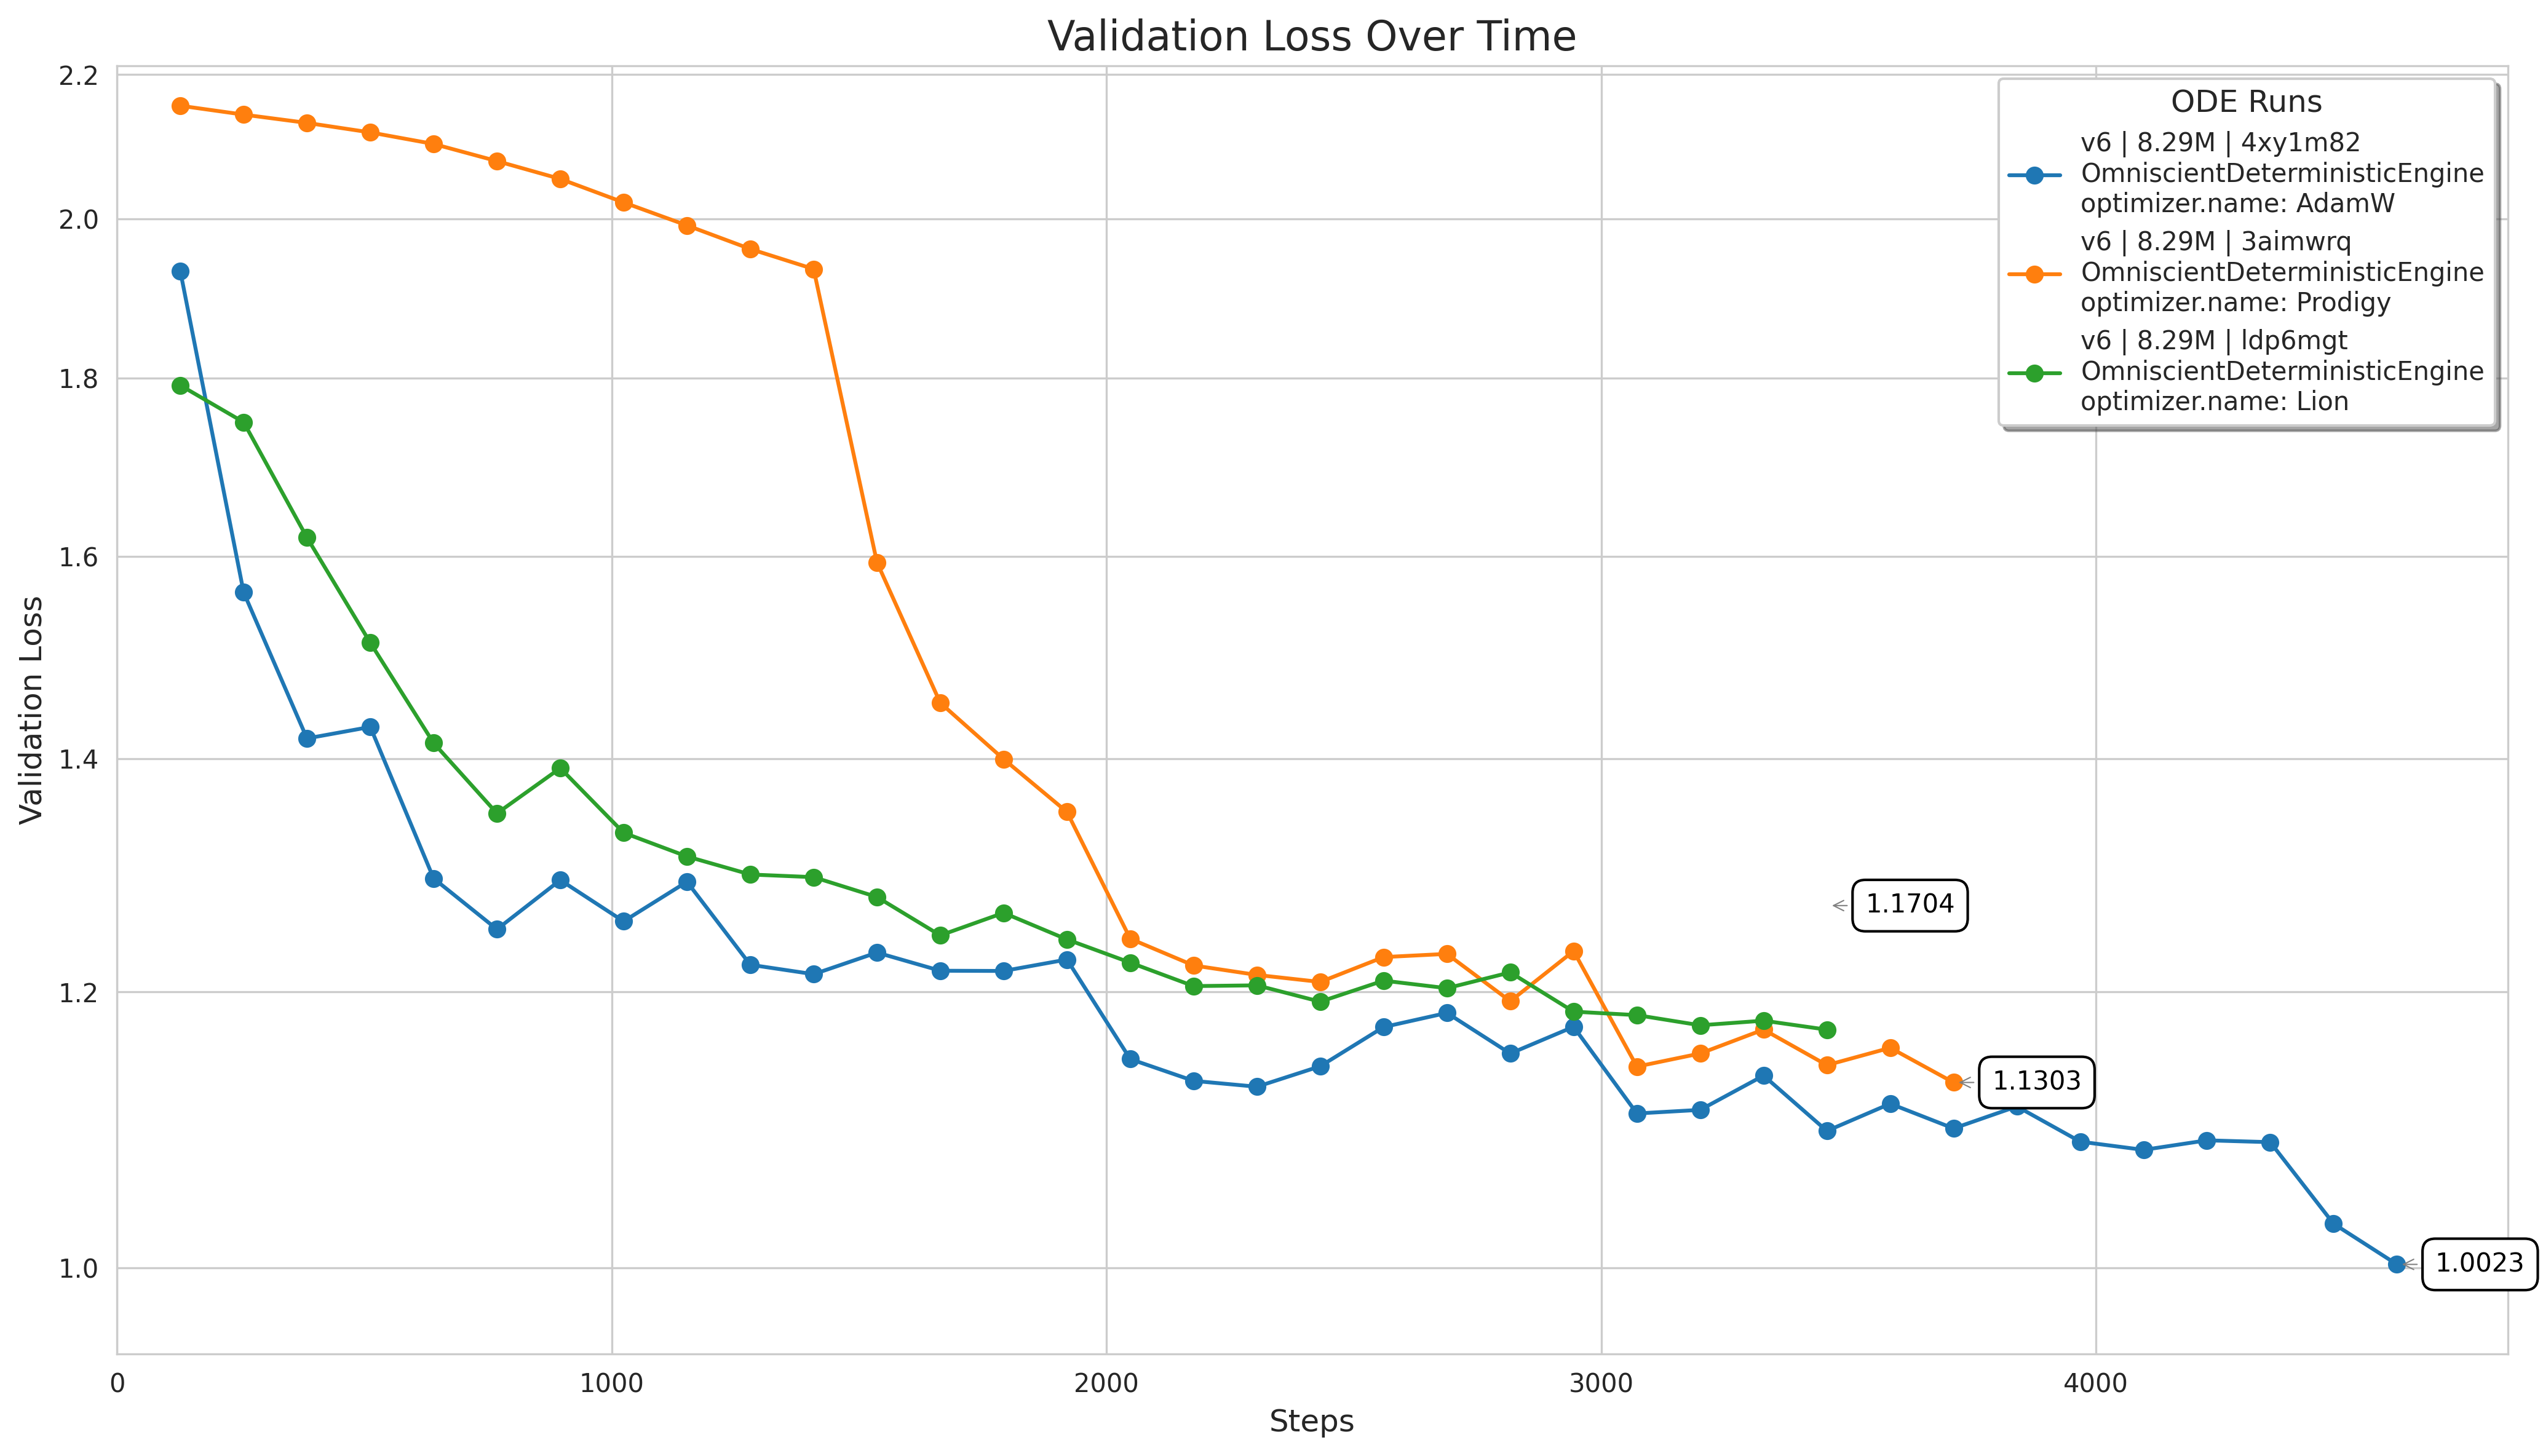 Validation Loss Over Time
2.2
2.0
1.8
1.6
1.4
1.2
1.0
Validation Loss
ODE Runs
v6 | 8.29M | 4xy1m82
OmniscientDeterministicEngine
optimizer.name: AdamW
v6 | 8.29M | 3aimwrq
OmniscientDeterministicEngine
optimizer.name: Prodigy
v6 | 8.29M | ldp6mgt
OmniscientDeterministicEngine
optimizer.name: Lion
1.1704
1.1303
1.0023
0
1000
2000
3000
4000
Steps